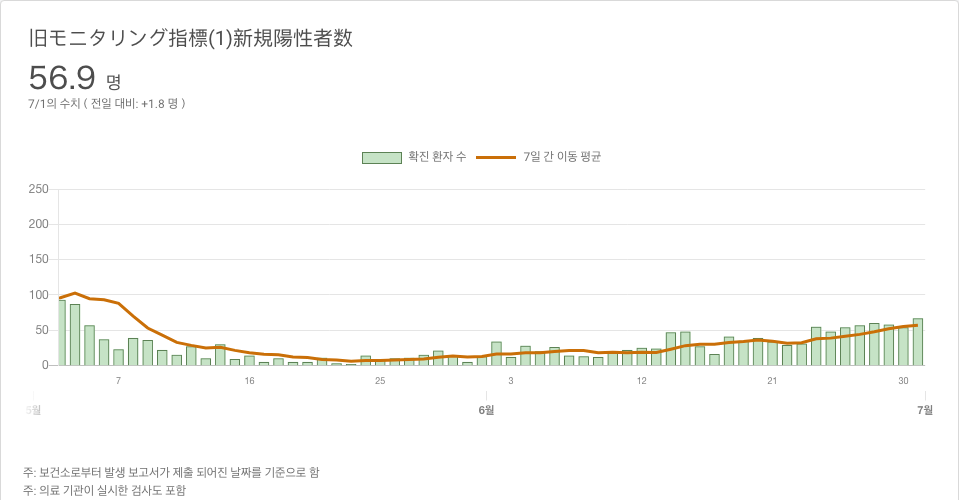 旧モニタリング指標(1)新規陽性者数
56.9 명
7/1의 수치 ( 전일 대비: +1.8 명 )
확진 환자 수 7일 간 이동 평균
250
200
150
100
50
0
7 16 25 3 12 21 30
5월 6월 7월
주: 보건소로부터 발생 보고서가 제출 되어진 날짜를 기준으로 함
주: 의료 기관이 실시한 검사도 포함